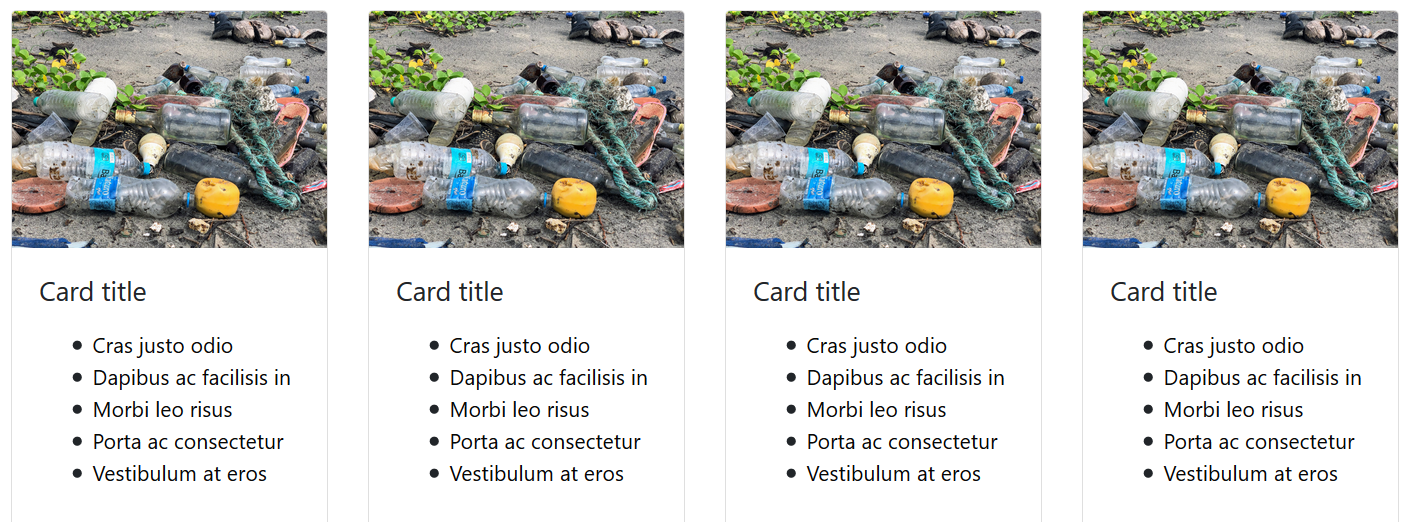 Card title
Cras justo odio
Dapibus ac facilisis in
Morbi leo risus
Porta ac consectetur
Vestibulum at eros
Card title
Cras justo odio
Dapibus ac facilisis in
Morbi leo risus
Porta ac consectetur
Vestibulum at eros
Card title
Cras justo odio
Dapibus ac facilisis in
Morbi leo risus
Porta ac consectetur
Vestibulum at eros
Card title
Cras justo odio
Dapibus ac facilisis in
Morbi leo risus
Porta ac consectetur
Vestibulum at eros